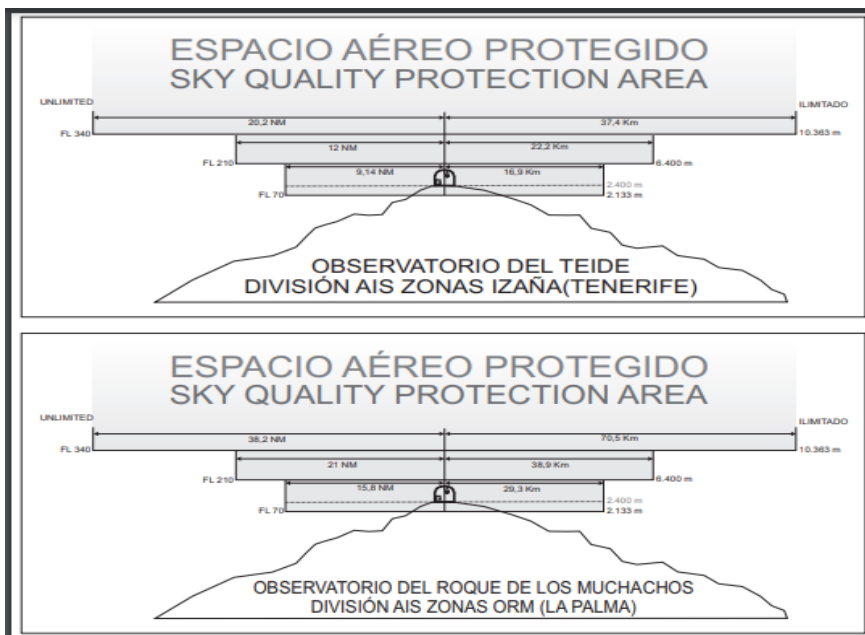 ESPACIO AÉREO PROTEGIDO
SKY QUALITY PROTECTION AREA
UNLIMITED
ILIMITADO
20,2 NM
37,4 Km
FL 340
10.363 m
12 NM
22,2 Km
FL 210
6.400 m
9,14 NM
16,9 Km
2.400 m
FL 70
2.133 m
OBSERVATORIO DEL TEIDE
DIVISIÓN AIS ZONAS IZAÑA(TENERIFE)
ESPACIO AÉREO PROTEGIDO
SKY QUALITY PROTECTION AREA
UNLIMITED
ILIMITADO
38,2 NM
70,5 Km
FL 340
10.363 m
21 NM
38,9 Km
FL 210
6.400 m
15,8 NM
29,3 Km
2.400 m
FL 70
2.133 m
OBSERVATORIO DEL ROQUE DE LOS MUCHACHOS
DIVISIÓN AIS ZONAS ORM (LA PALMA)